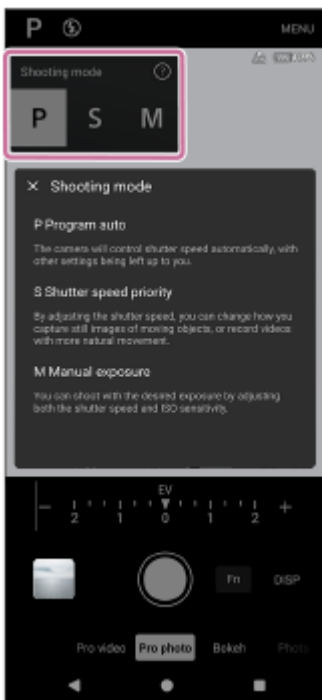 P
MENU
Shooting mode ?
P S M
× Shooting mode
P Program auto
The camera will control shutter speed automatically, with
other settings being left up to you.
S Shutter speed priority
By adjusting the shutter speed, you can change how you
capture still images of moving objects, or record videos
with more natural movement.
M Manual exposure
You can shoot with the desired exposure by adjusting
both the shutter speed and ISO sensitivity.
EV
− 2 1 0 1 2 +
Fn DISP
Pro video Pro photo Bokeh Photo